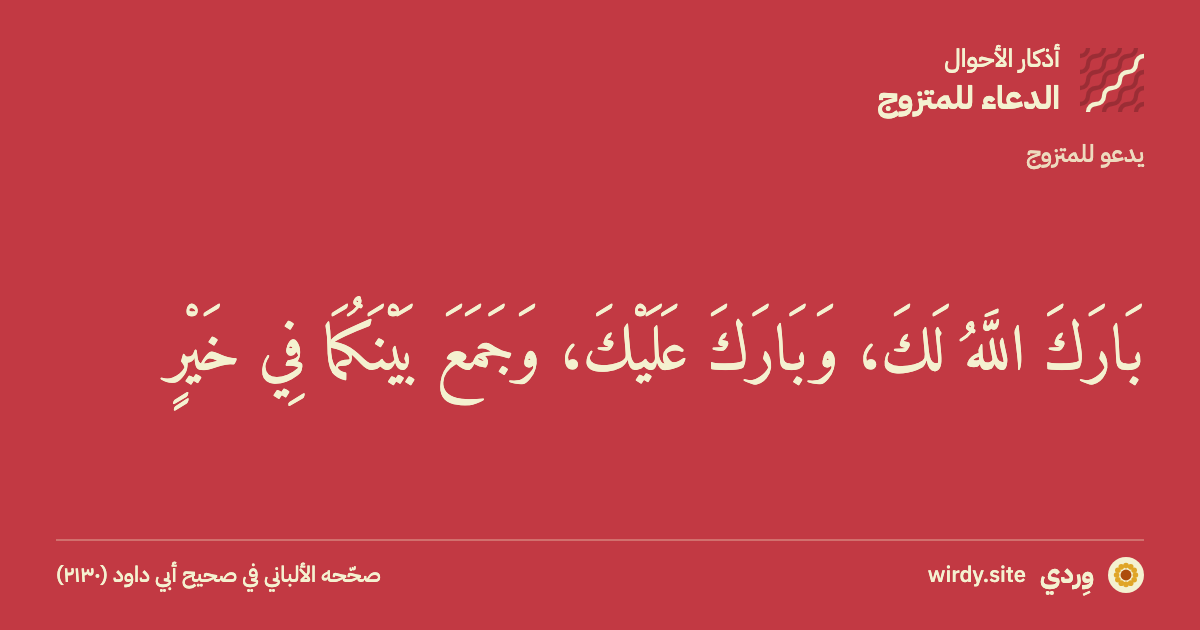 أذكار الأحوال
الدعاء للمتزوج
يدعو للمتزوج
بَارَكَ اللَّهُ لَكَ، وَبَارَكَ عَلَيْكَ، وَجَمَعَ بَيْنَكُمَا فِي خَيْرٍ
وِردي wirdy.site
صحّحه الألباني في صحيح أبي داود (٢١٣٠)